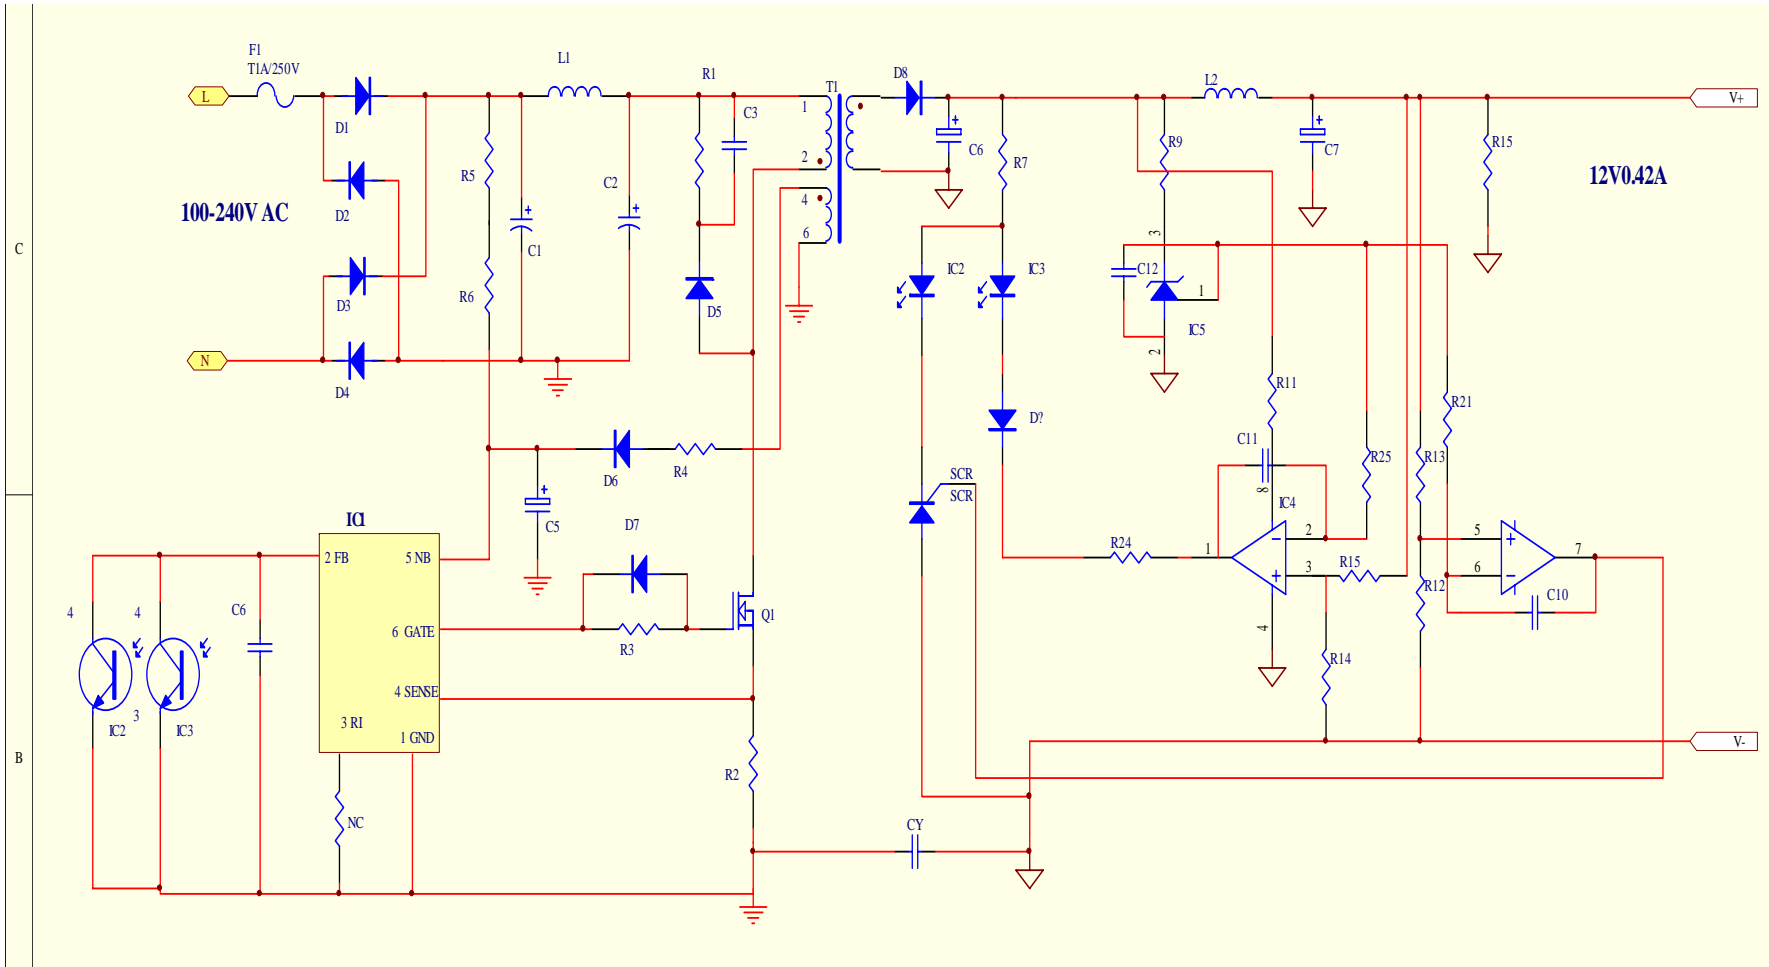 F1
T1A/250V
L
D1
L1
R1
C3
T1
1
2
4
6
D8
C6
R7
L2
R9
C7
R15
V+
12V0.42A
D2
100-240V AC
R5
C2
C1
D3
R6
D5
N
D4
C
IC2
IC3
C12
3
1
IC5
2
D?
R11
R21
C11
R25
R13
8
IC4
SCR
SCR
D6
R4
C5
D7
IC1
2 FB
5 NB
6 GATE
4 SENSE
3 RI
1 GND
R3
Q1
R24
1
2
3
R15
4
R14
R12
5
6
7
C10
4
4
C6
3
IC2
IC3
B
R2
NC
CY
V-